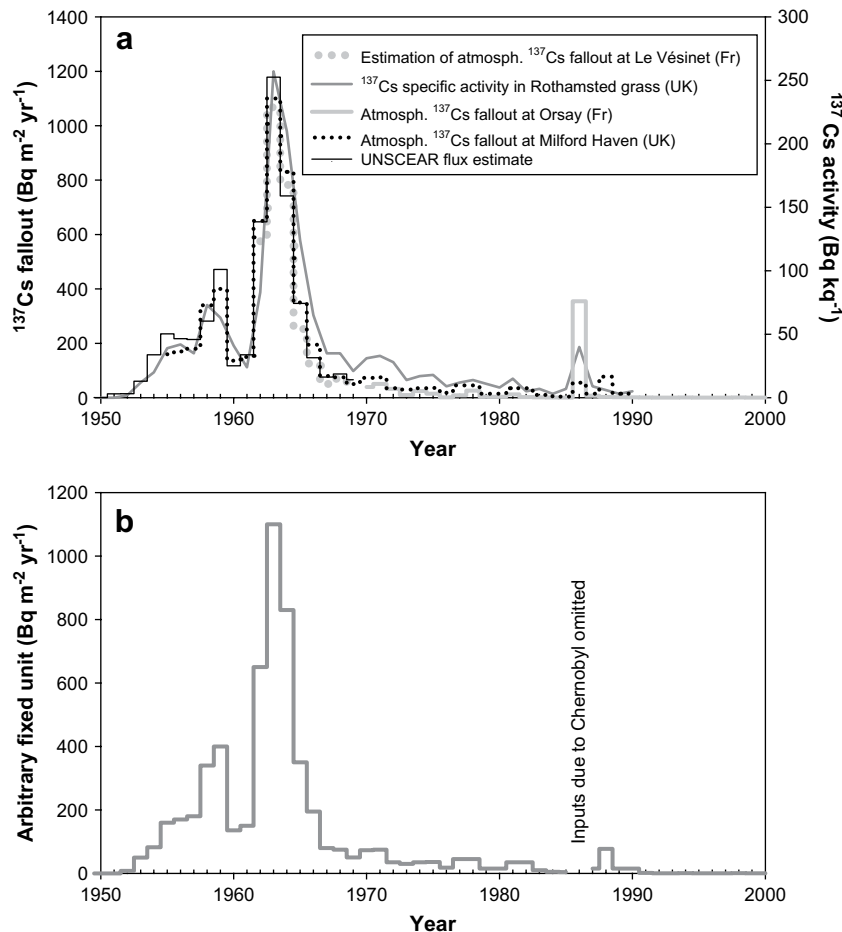 a
Estimation of atmosph. ¹³⁷Cs fallout at Le Vésinet (Fr)
¹³⁷Cs specific activity in Rothamsted grass (UK)
Atmosph. ¹³⁷Cs fallout at Orsay (Fr)
Atmosph. ¹³⁷Cs fallout at Milford Haven (UK)
UNSCEAR flux estimate
¹³⁷Cs fallout (Bq m⁻² yr⁻¹)
1400
1200
1000
800
600
400
200
0
¹³⁷Cs activity (Bq kq⁻¹)
300
250
200
150
100
50
0
1950 1960 1970 1980 1990 2000
Year
b
Arbitrary fixed unit (Bq m⁻² yr⁻¹)
1200
1000
800
600
400
200
0
Inputs due to Chernobyl omitted
1950 1960 1970 1980 1990 2000
Year